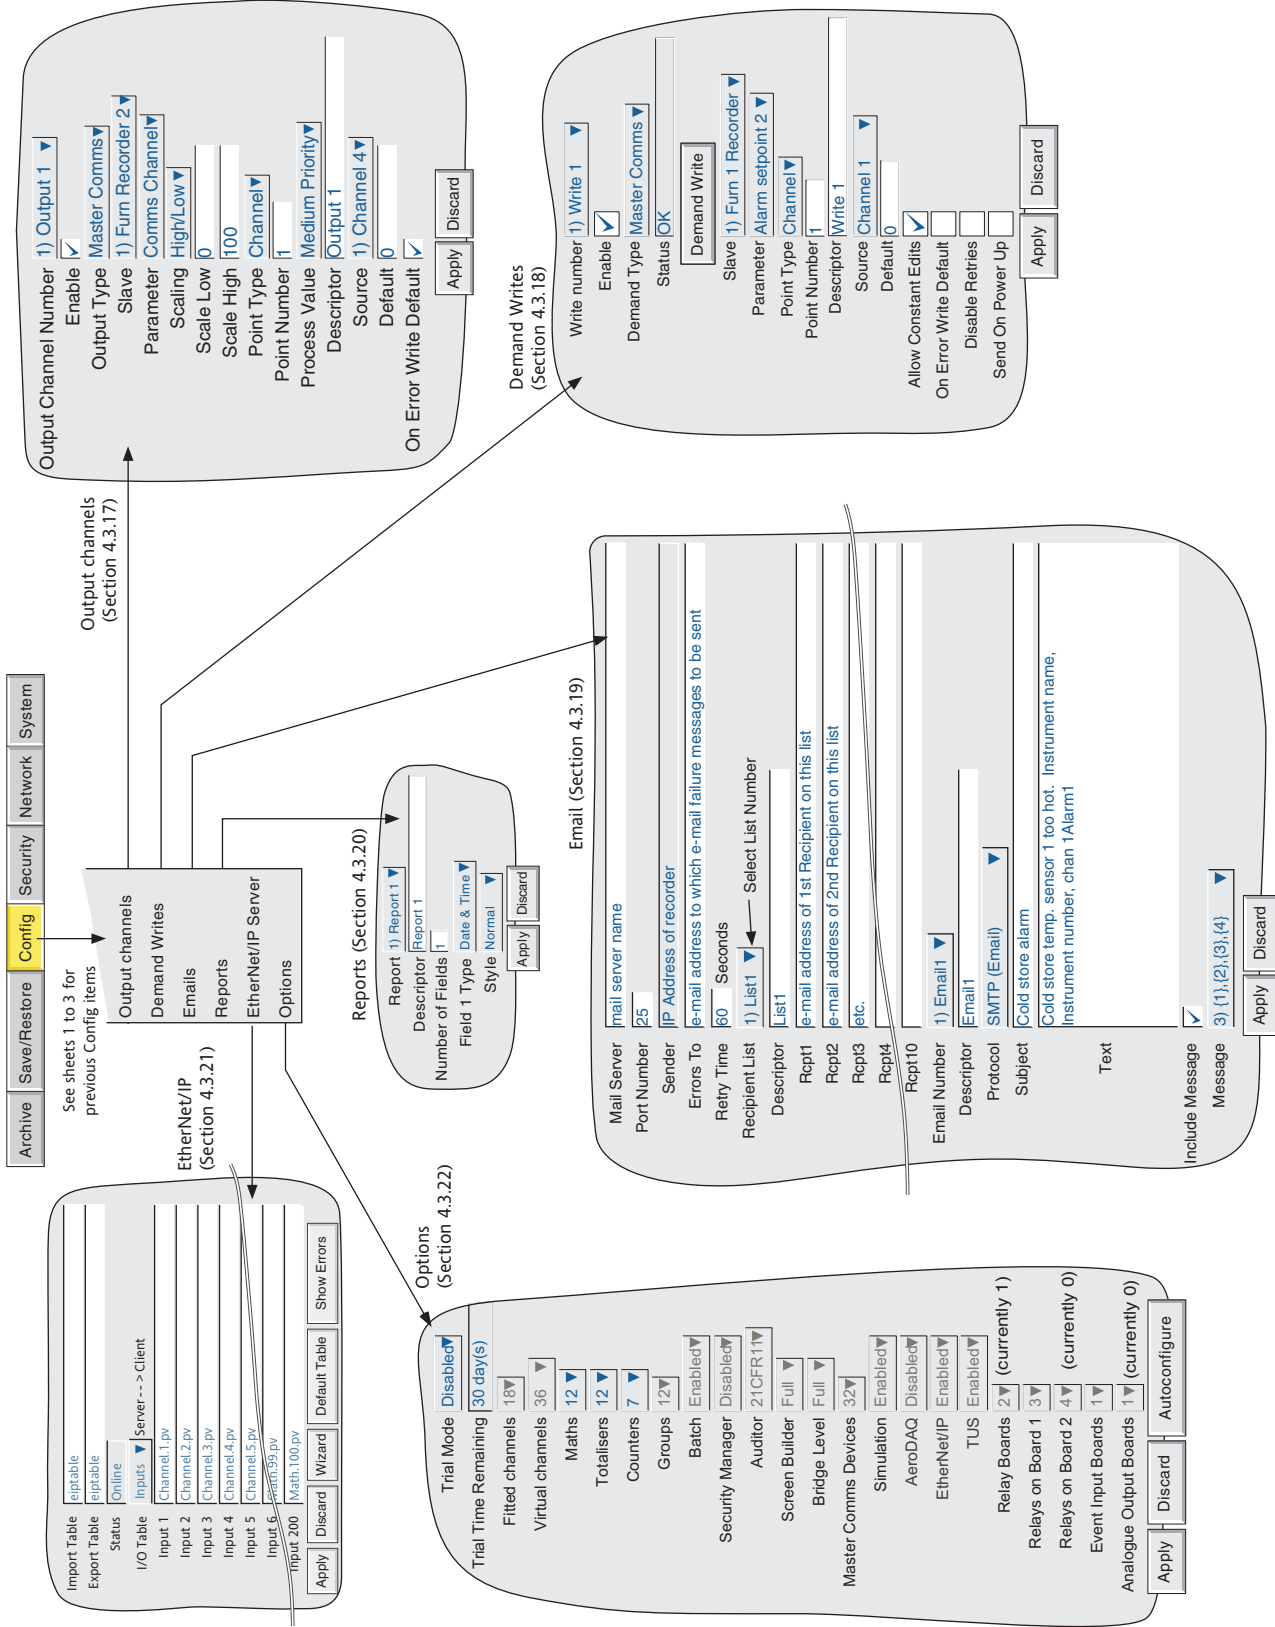 Archive
Save/Restore
Config
Security
Network
System
See sheets 1 to 3 for
previous Config items
Output channels
Demand Writes
Emails
Reports
EtherNet/IP Server
Options
EtherNet/IP
(Section 4.3.21)
Import Table eiptable
Export Table eiptable
Status Online
I/O Table Inputs ▼ Server - - > Client
Input 1 Channel.1.pv
Input 2 Channel.2.pv
Input 3 Channel.3.pv
Input 4 Channel.4.pv
Input 5 Channel.5.pv
Input 6 Math.99.pv
Input 200 Math.100.pv
Apply Discard Wizard Default Table Show Errors
Output channels
(Section 4.3.17)
Output Channel Number 1) Output 1 ▼
Enable ✓
Output Type Master Comms▼
Slave 1) Furn Recorder 2▼
Parameter Comms Channel▼
Scaling High/Low▼
Scale Low 0
Scale High 100
Point Type Channel▼
Point Number 1
Process Value Medium Priority▼
Descriptor Output 1
Source 1) Channel 4▼
Default 0
On Error Write Default ✓
Apply Discard
Reports (Section 4.3.20)
Report 1) Report 1 ▼
Descriptor Report 1
Number of Fields 1
Field 1 Type Date & Time▼
Style Normal ▼
Apply Discard
Options
(Section 4.3.22)
Trial Mode Disabled▼
Trial Time Remaining 30 day(s)
Fitted channels 18▼
Virtual channels 36 ▼
Maths 12 ▼
Totalisers 12 ▼
Counters 7 ▼
Groups 12▼
Batch Enabled▼
Security Manager Disabled▼
Auditor 21CFR11▼
Screen Builder Full ▼
Bridge Level Full ▼
Master Comms Devices 32▼
Simulation Enabled▼
AeroDAQ Disabled▼
EtherNet/IP Enabled▼
TUS Enabled▼
Relay Boards 2▼ (currently 1)
Relays on Board 1 3▼
Relays on Board 2 4▼ (currently 0)
Event Input Boards 1▼
Analogue Output Boards 1▼ (currently 0)
Apply Discard Autoconfigure
Email (Section 4.3.19)
Mail Server mail server name
Port Number 25
Sender IP Address of recorder
Errors To e-mail address to which e-mail failure messages to be sent
Retry Time 60 Seconds
Recipient List 1) List1 ▼ Select List Number
Descriptor List1
Rcpt1 e-mail address of 1st Recipient on this list
Rcpt2 e-mail address of 2nd Recipient on this list
Rcpt3 etc.
Rcpt4
Rcpt10
Email Number 1) Email1 ▼
Descriptor Email1
Protocol SMTP (Email) ▼
Subject Cold store alarm
Text Cold store temp. sensor 1 too hot. Instrument name,
Instrument number, chan 1Alarm1
Include Message ✓
Message 3) {1},{2},{3},{4} ▼
Apply Discard
Demand Writes
(Section 4.3.18)
Write number 1) Write 1 ▼
Enable ✓
Demand Type Master Comms ▼
Status OK
Demand Write
Slave 1) Furn 1 Recorder ▼
Parameter Alarm setpoint 2 ▼
Point Type Channel▼
Point Number 1
Descriptor Write 1
Source Channel 1 ▼
Default 0
Allow Constant Edits ✓
On Error Write Default
Disable Retries
Send On Power Up
Apply Discard